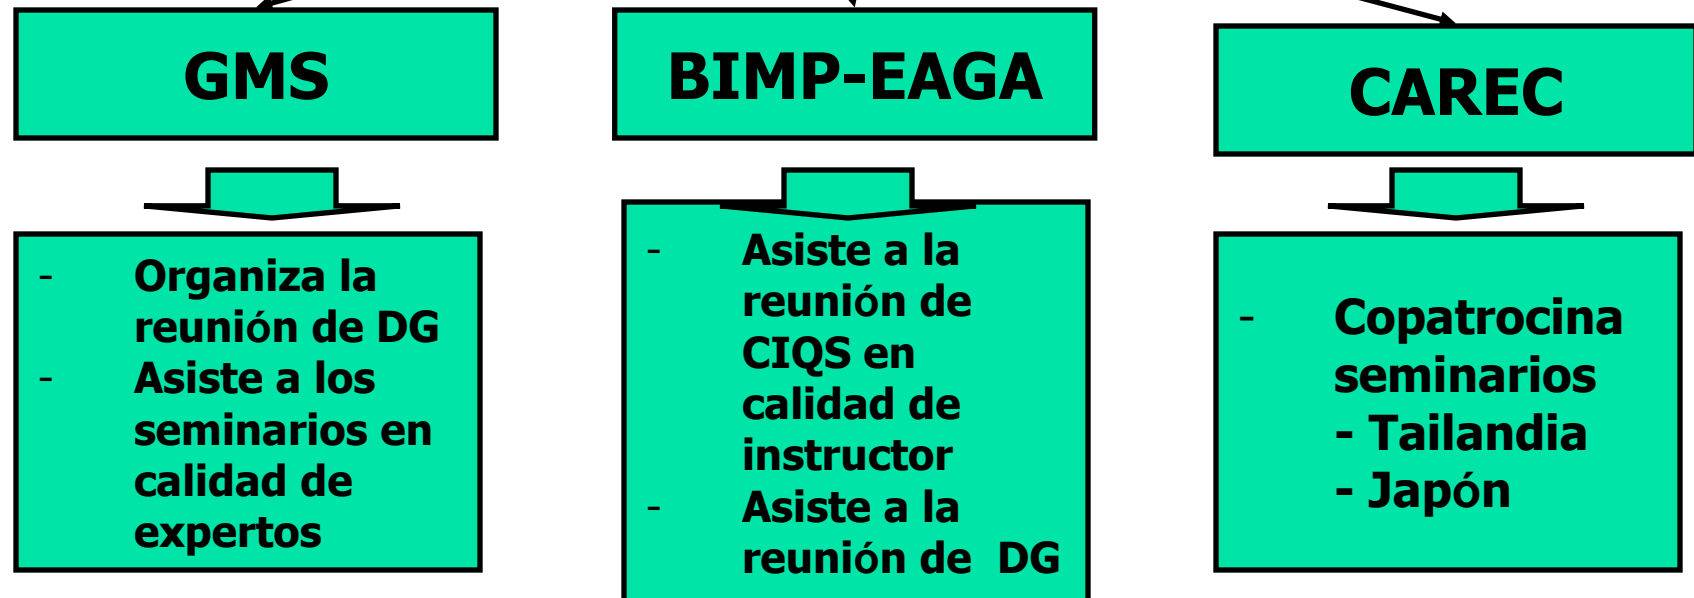 GMS
- Organiza la
reunión de DG
- Asiste a los
seminarios en
calidad de
expertos
BIMP-EAGA
- Asiste a la
reunión de
CIQS en
calidad de
instructor
- Asiste a la
reunión de DG
CAREC
- Copatrocina
seminarios
- Tailandia
- Japón